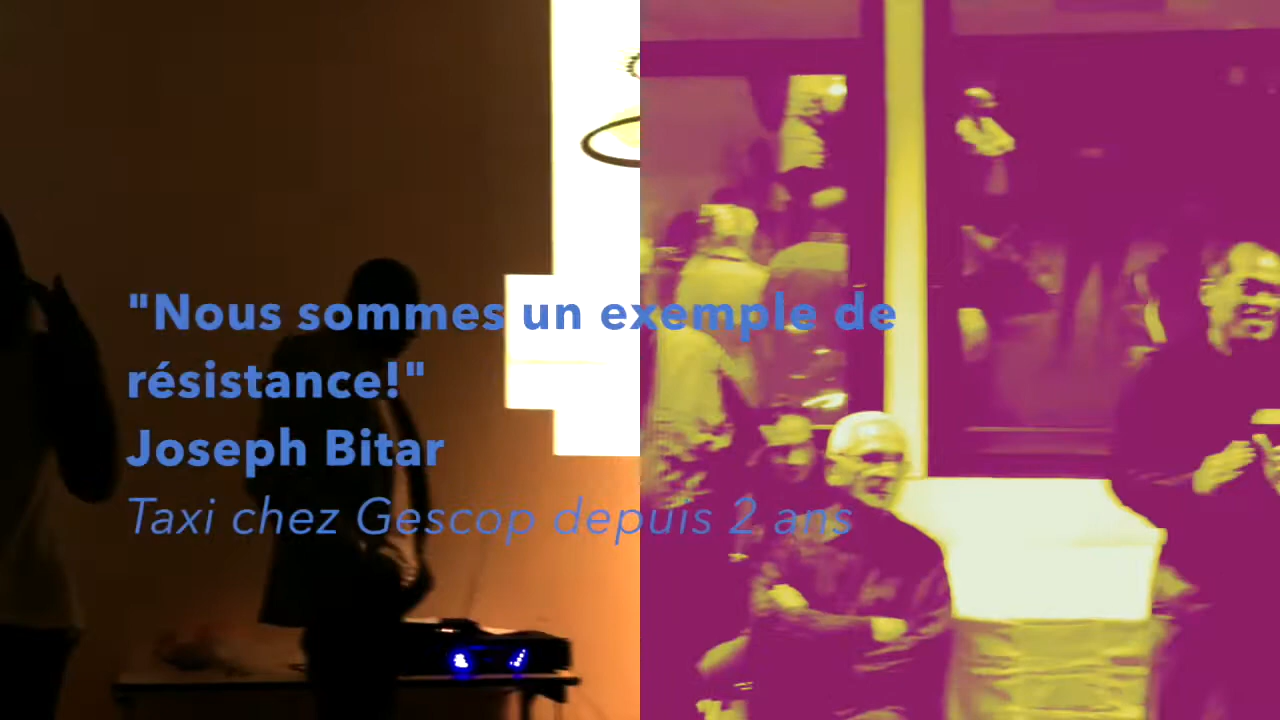 "Nous sommes un exemple de
résistance!"
Joseph Bitar
Taxi chez Gescop depuis 2 ans